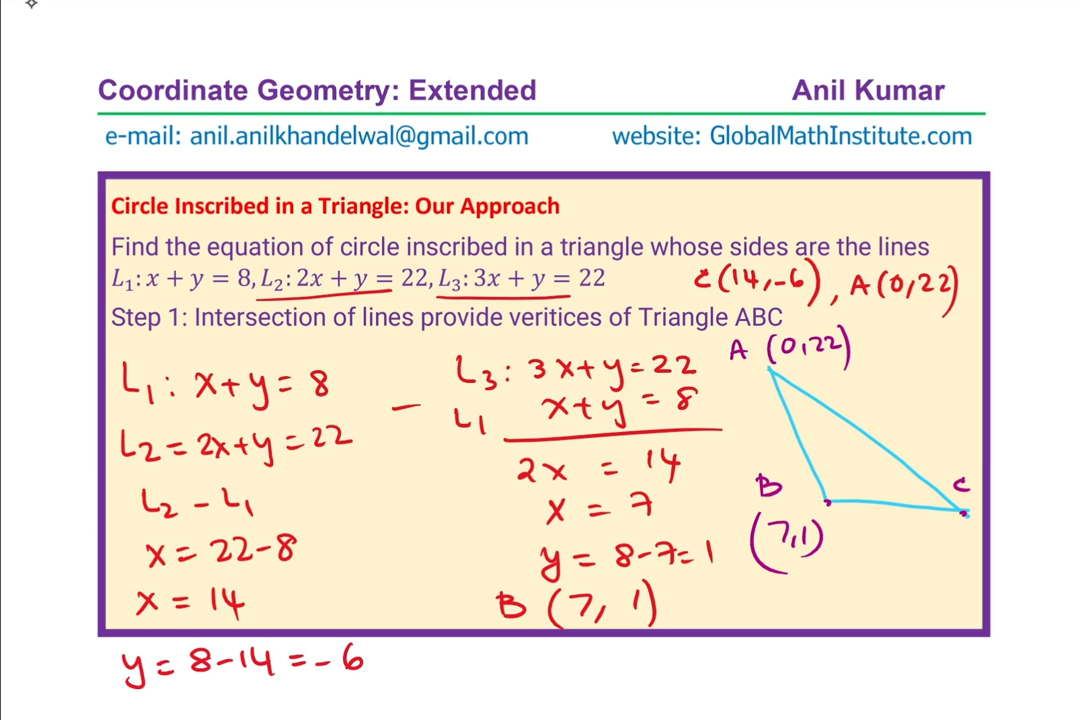 Coordinate Geometry: Extended
Anil Kumar
e-mail: anil.anilkhandelwal@gmail.com
website: GlobalMathInstitute.com
Circle Inscribed in a Triangle: Our Approach
Find the equation of circle inscribed in a triangle whose sides are the lines
L₁: x + y = 8, L₂: 2x + y = 22, L₃: 3x + y = 22
C (14, -6), A (0, 22)
Step 1: Intersection of lines provide veritices of Triangle ABC
L₁: x + y = 8
L₂ = 2x + y = 22
L₂ - L₁
x = 22 - 8
x = 14
y = 8 - 14 = - 6
L₃: 3x + y = 22
- L₁ x + y = 8
2x = 14
x = 7
y = 8 - 7 = 1
B (7, 1)
A (0, 22)
B
(7, 1)
C